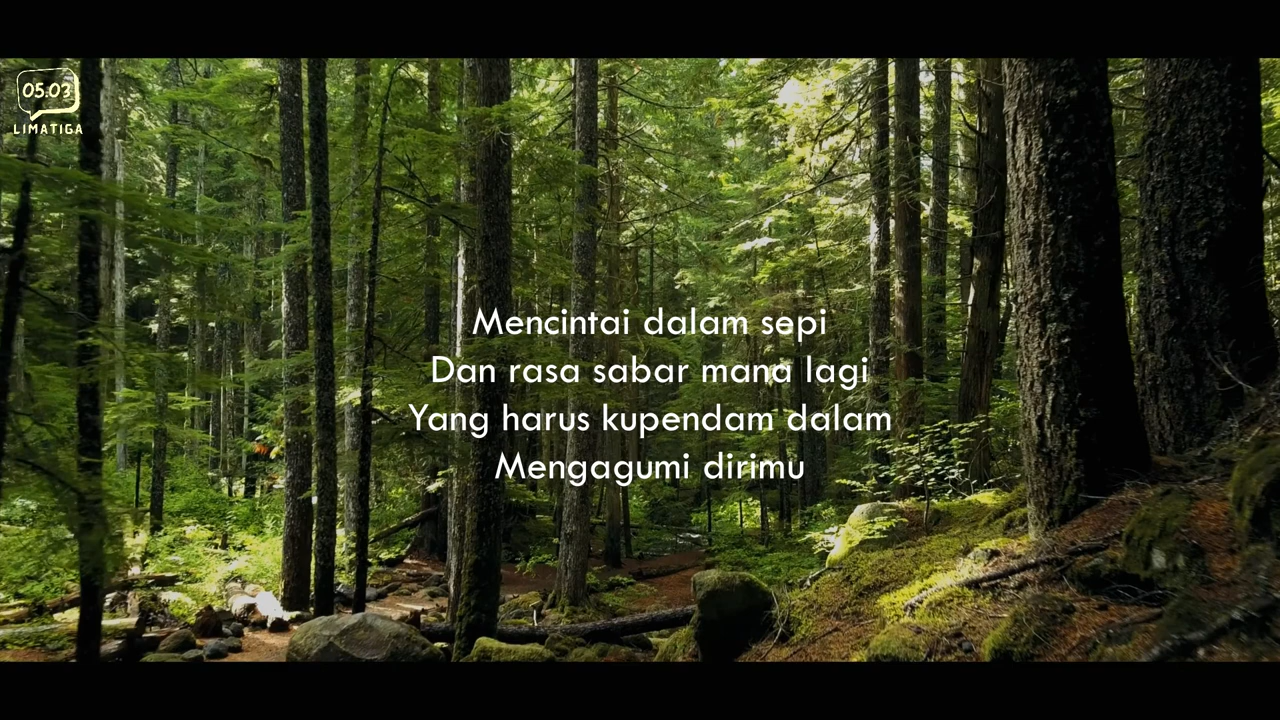 05.03
LIMATIGA
Mencintai dalam sepi
Dan rasa sabar mana lagi
Yang harus kupendam dalam
Mengagumi dirimu